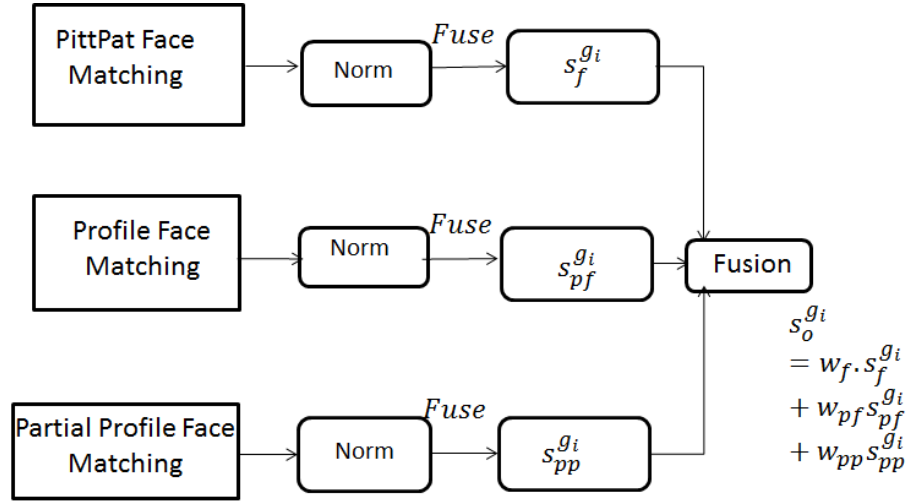 PittPat Face
Matching
Norm
Fuse
s_f^{g_i}
Profile Face
Matching
Norm
Fuse
s_{pf}^{g_i}
Fusion
s_o^{g_i}
= w_f . s_f^{g_i}
+ w_{pf} s_{pf}^{g_i}
+ w_{pp} s_{pp}^{g_i}
Partial Profile Face
Matching
Norm
Fuse
s_{pp}^{g_i}